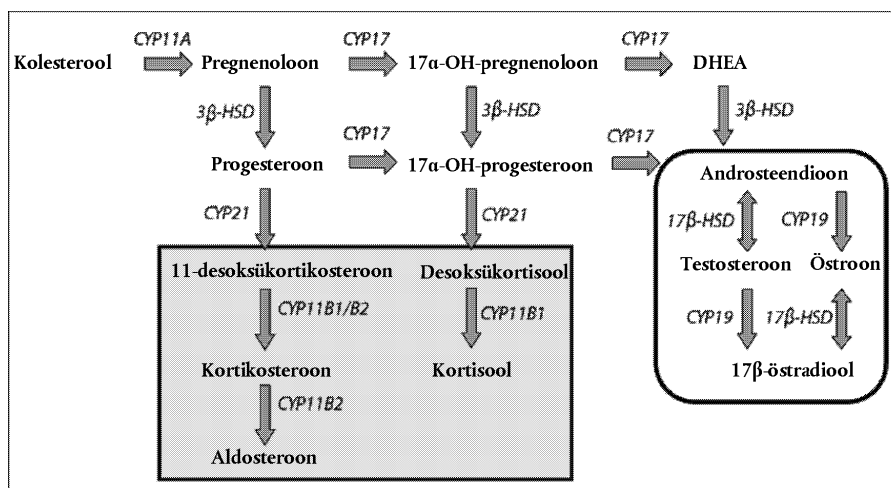 CYP11A CYP17 CYP17
Kolesterool Pregnenoloon 17α-OH-pregnenoloon DHEA
3β-HSD 3β-HSD 3β-HSD
CYP17 CYP17
Progesteroon 17α-OH-progesteroon Androsteendioon
CYP21 CYP21 17β-HSD CYP19
11-desoksükortikosteroon Desoksükortisool Testosteroon Östroon
CYP11B1/B2 CYP11B1 CYP19 17β-HSD
Kortikosteroon Kortisool 17β-östradiool
CYP11B2
Aldosteroon